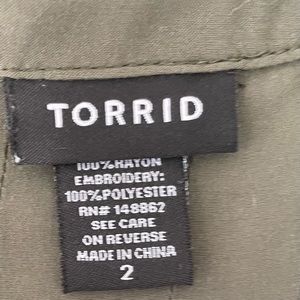 TORRID
100% RAYON
EMBROIDERY:
100% POLYESTER
RN# 148862
SEE CARE
ON REVERSE
MADE IN CHINA
2